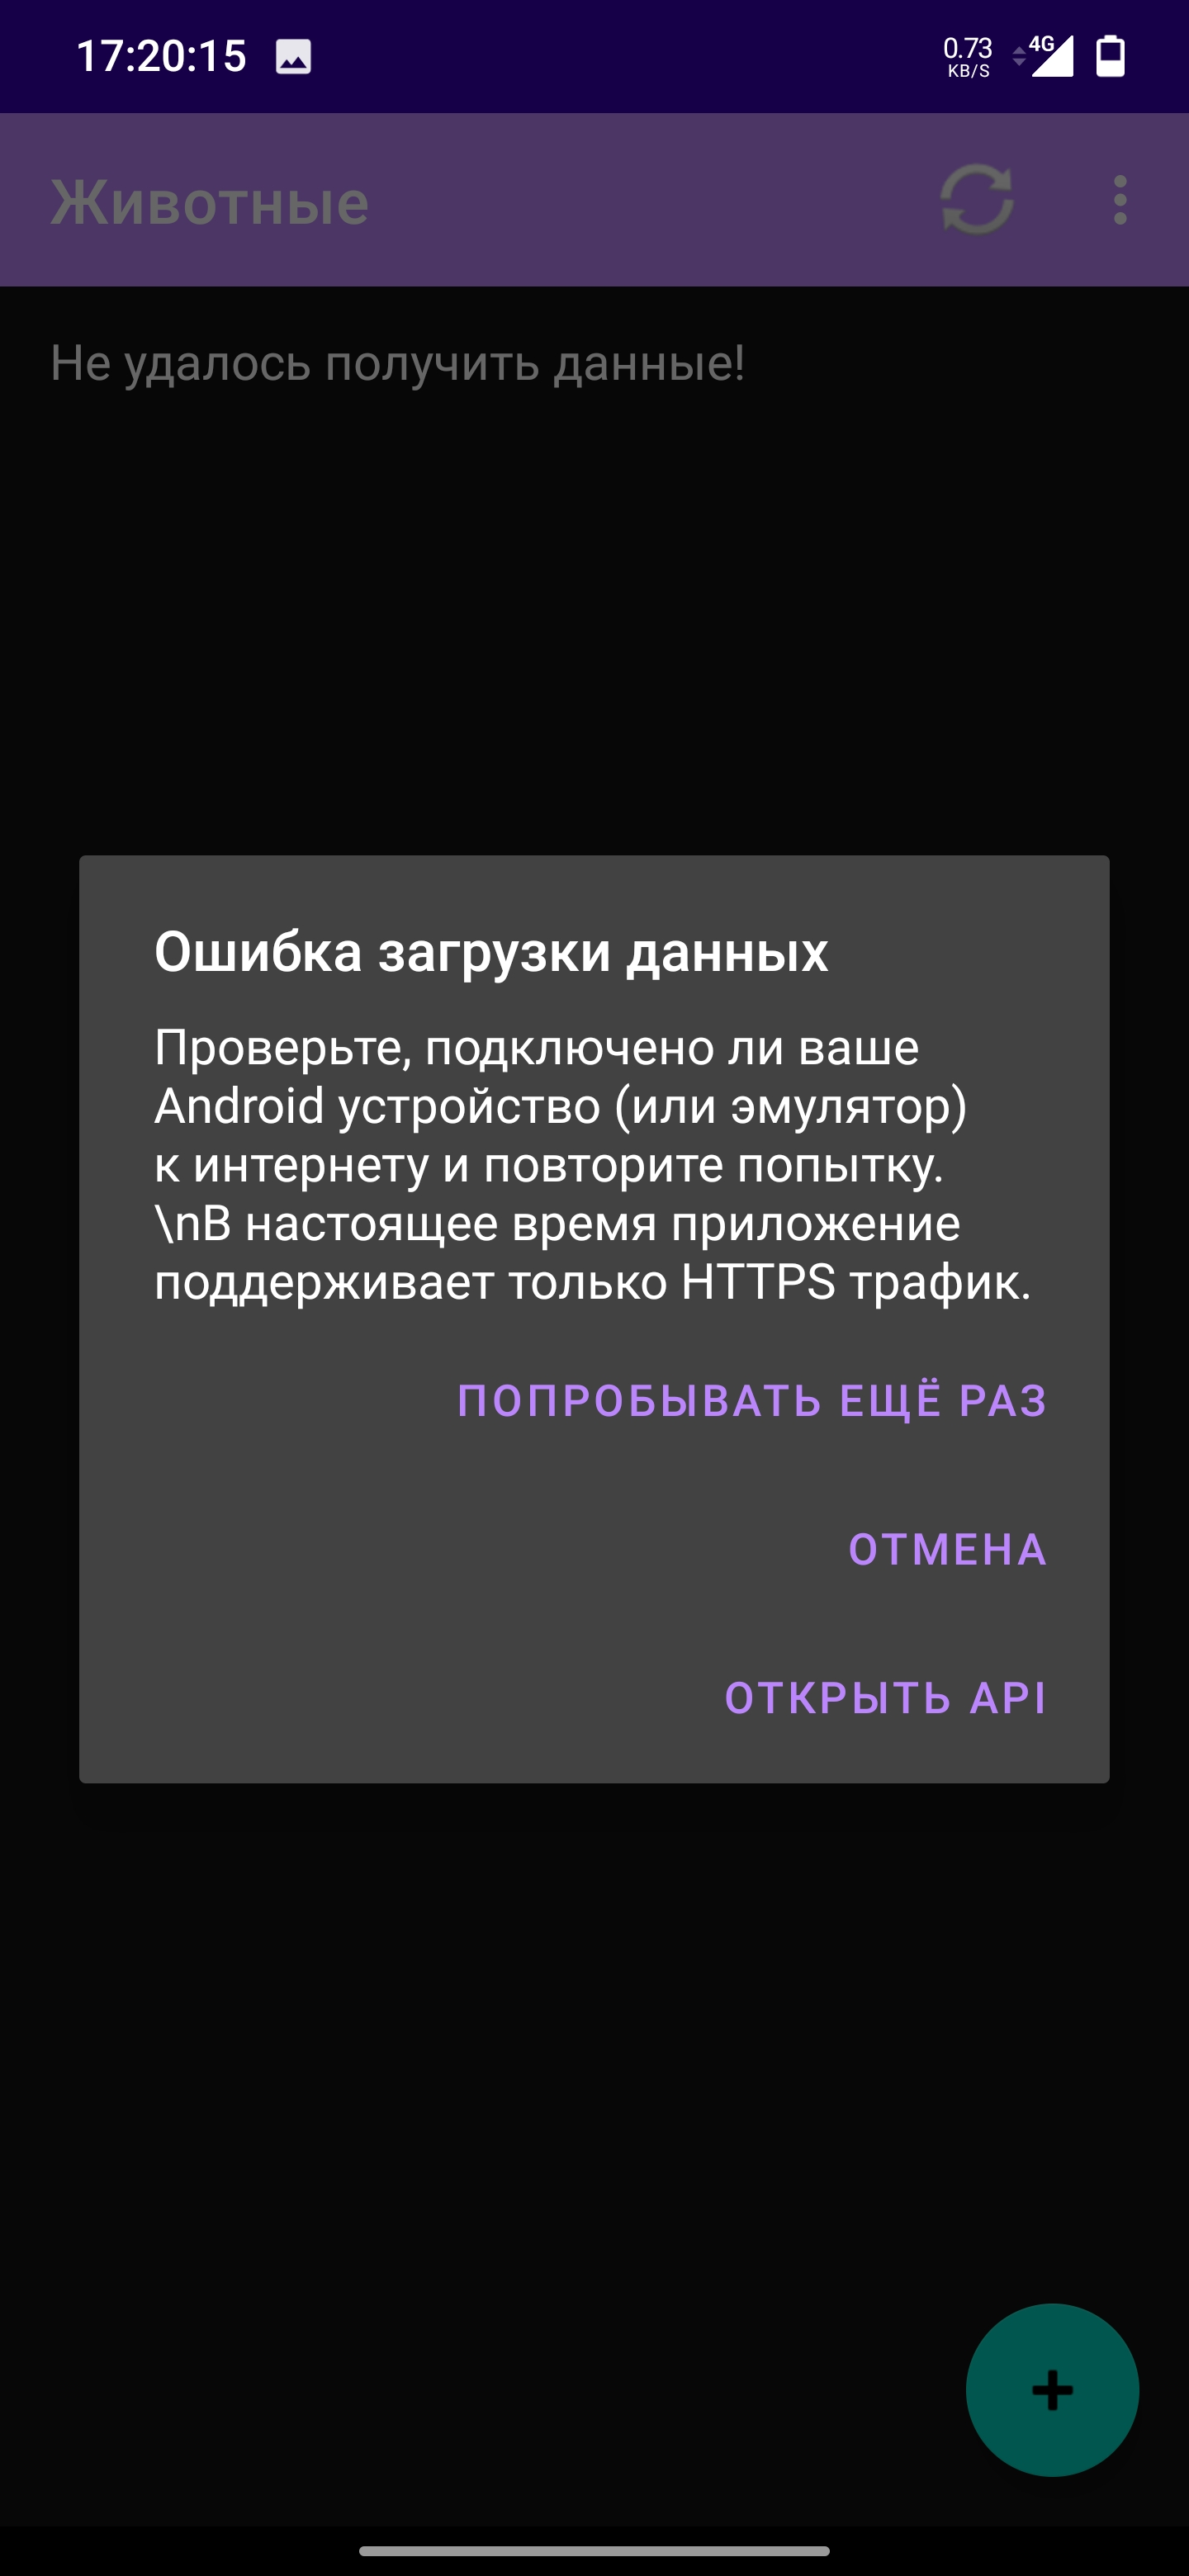 17:20:15
0.73
KB/S
4G
Животные
Не удалось получить данные!
Ошибка загрузки данных
Проверьте, подключено ли ваше
Android устройство (или эмулятор)
к интернету и повторите попытку.
\nВ настоящее время приложение
поддерживает только HTTPS трафик.
ПОПРОБЫВАТЬ ЕЩЁ РАЗ
ОТМЕНА
ОТКРЫТЬ API